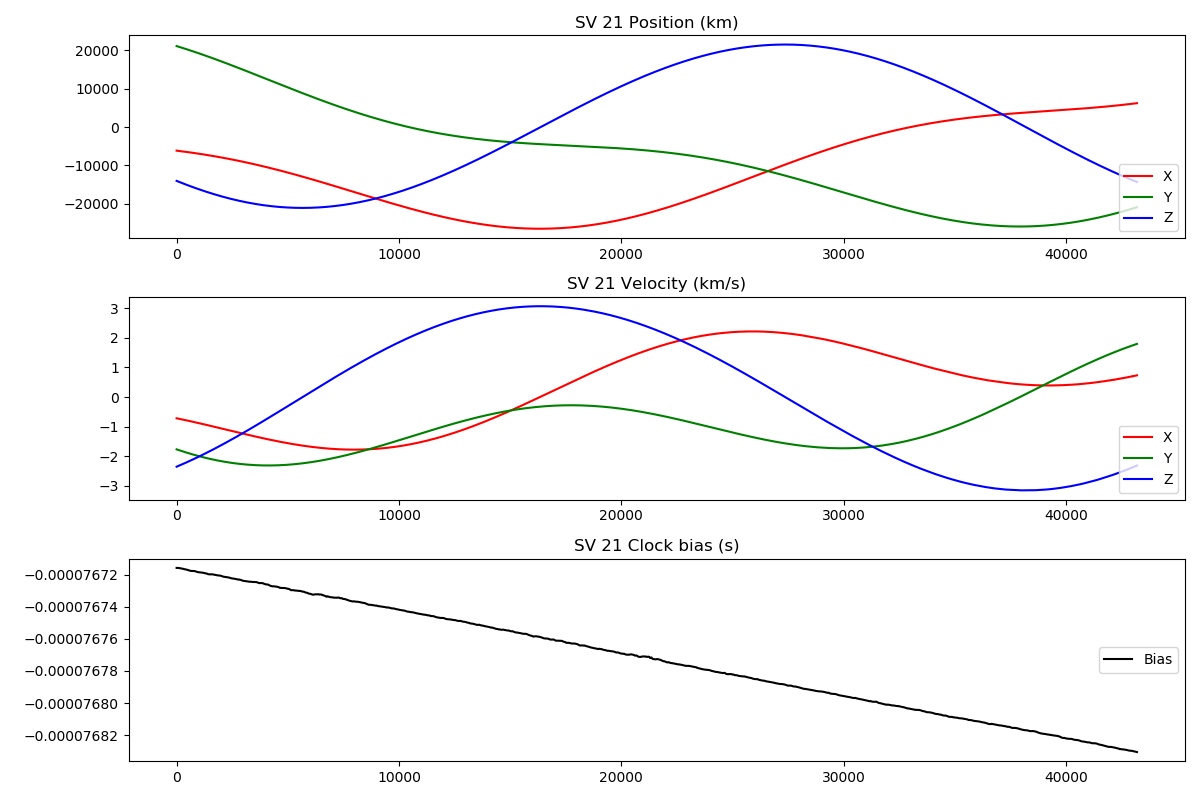 SV 21 Position (km)
20000
10000
0
−10000
−20000
X
Y
Z
0 10000 20000 30000 40000
SV 21 Velocity (km/s)
3
2
1
0
−1
−2
−3
X
Y
Z
0 10000 20000 30000 40000
SV 21 Clock bias (s)
−0.00007672
−0.00007674
−0.00007676
−0.00007678
−0.00007680
−0.00007682
Bias
0 10000 20000 30000 40000